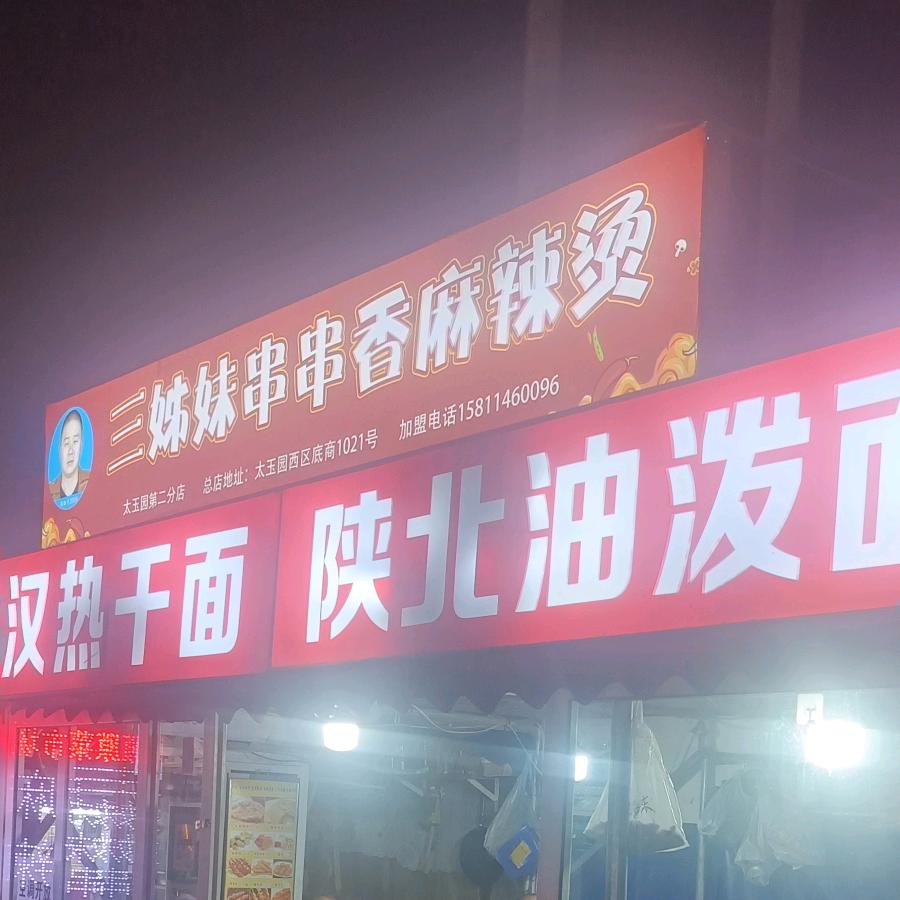 三姊妹串串香麻辣烫
太玉园第二分店 总店地址：太玉园西区底商1021号 加盟电话15811460096
汉热干面
陕北油泼面